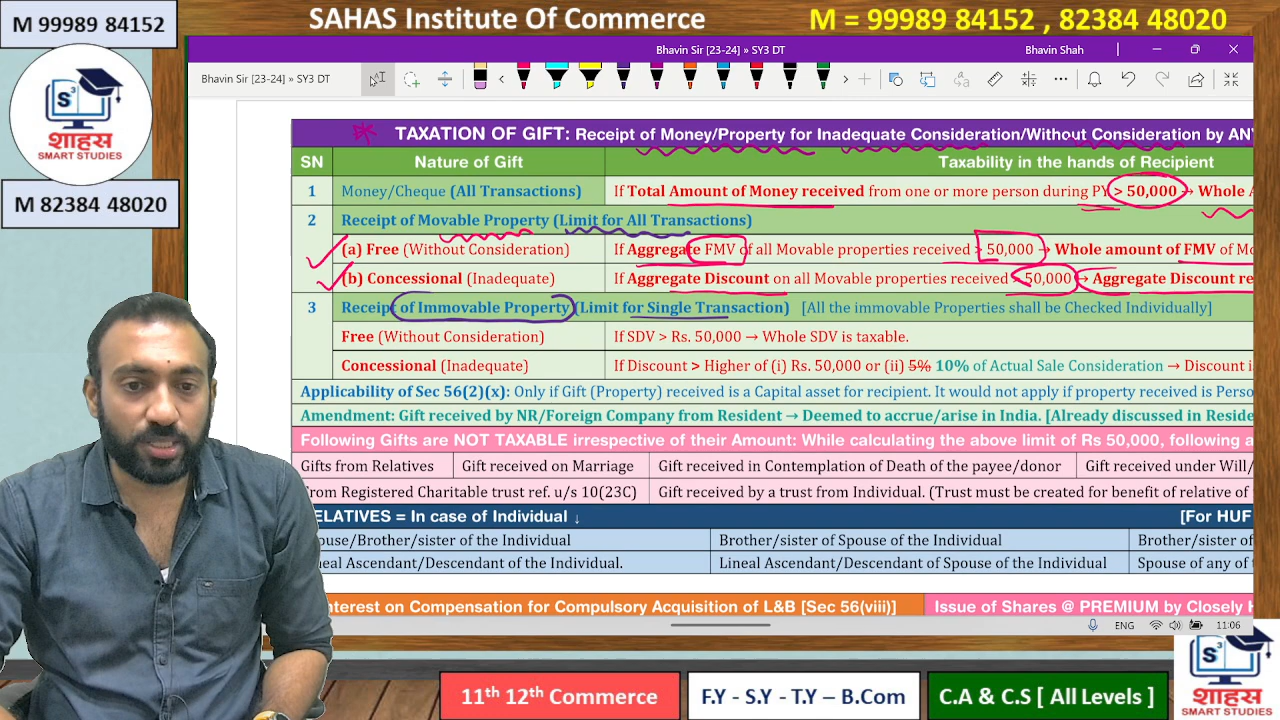 M 99989 84152
SAHAS Institute Of Commerce
M = 99989 84152 , 82384 48020
S³
शाहस
SMART STUDIES
M 82384 48020
Bhavin Sir [23-24] » SY3 DT
Bhavin Shah
Bhavin Sir [23-24] » SY3 DT
TAXATION OF GIFT: Receipt of Money/Property for Inadequate Consideration/Without Consideration by
SN Nature of Gift Taxability in the hands of Recipient
1 Money/Cheque (All Transactions) If Total Amount of Money received from one or more person during PY > 50,000 → Whole
2 Receipt of Movable Property (Limit for All Transactions)
(a) Free (Without Consideration) If Aggregate FMV of all Movable properties received > 50,000 → Whole amount of FMV of
(b) Concessional (Inadequate) If Aggregate Discount on all Movable properties received 50,000 → Aggregate Discount
3 Receipt of Immovable Property (Limit for Single Transaction) [All the immovable Properties shall be Checked Individually]
Free (Without Consideration) If SDV > Rs. 50,000 → Whole SDV is taxable.
Concessional (Inadequate) If Discount > Higher of (i) Rs. 50,000 or (ii) 5% 10% of Actual Sale Consideration → Discount
Applicability of Sec 56(2)(x): Only if Gift (Property) received is a Capital asset for recipient. It would not apply if property received is
Amendment: Gift received by NR/Foreign Company from Resident → Deemed to accrue/arise in India. [Already discussed in
Following Gifts are NOT TAXABLE irrespective of their Amount: While calculating the above limit of Rs 50,000, following
Gifts from Relatives Gift received on Marriage Gift received in Contemplation of Death of the payee/donor Gift received under Will/
From Registered Charitable trust ref. u/s 10(23C) Gift received by a trust from Individual. (Trust must be created for benefit of relative of
RELATIVES = In case of Individual ↓ [For HUF
Spouse/Brother/sister of the Individual Brother/sister of Spouse of the Individual Brother/sister of
Lineal Ascendant/Descendant of the Individual. Lineal Ascendant/Descendant of Spouse of the Individual Spouse of any of
Interest on Compensation for Compulsory Acquisition of L&B [Sec 56(viii)] Issue of Shares @ PREMIUM by Closely
ENG 11:06
S³
शाहस
SMART STUDIES
11th 12th Commerce
F.Y - S.Y - T.Y – B.Com
C.A & C.S [ All Levels ]